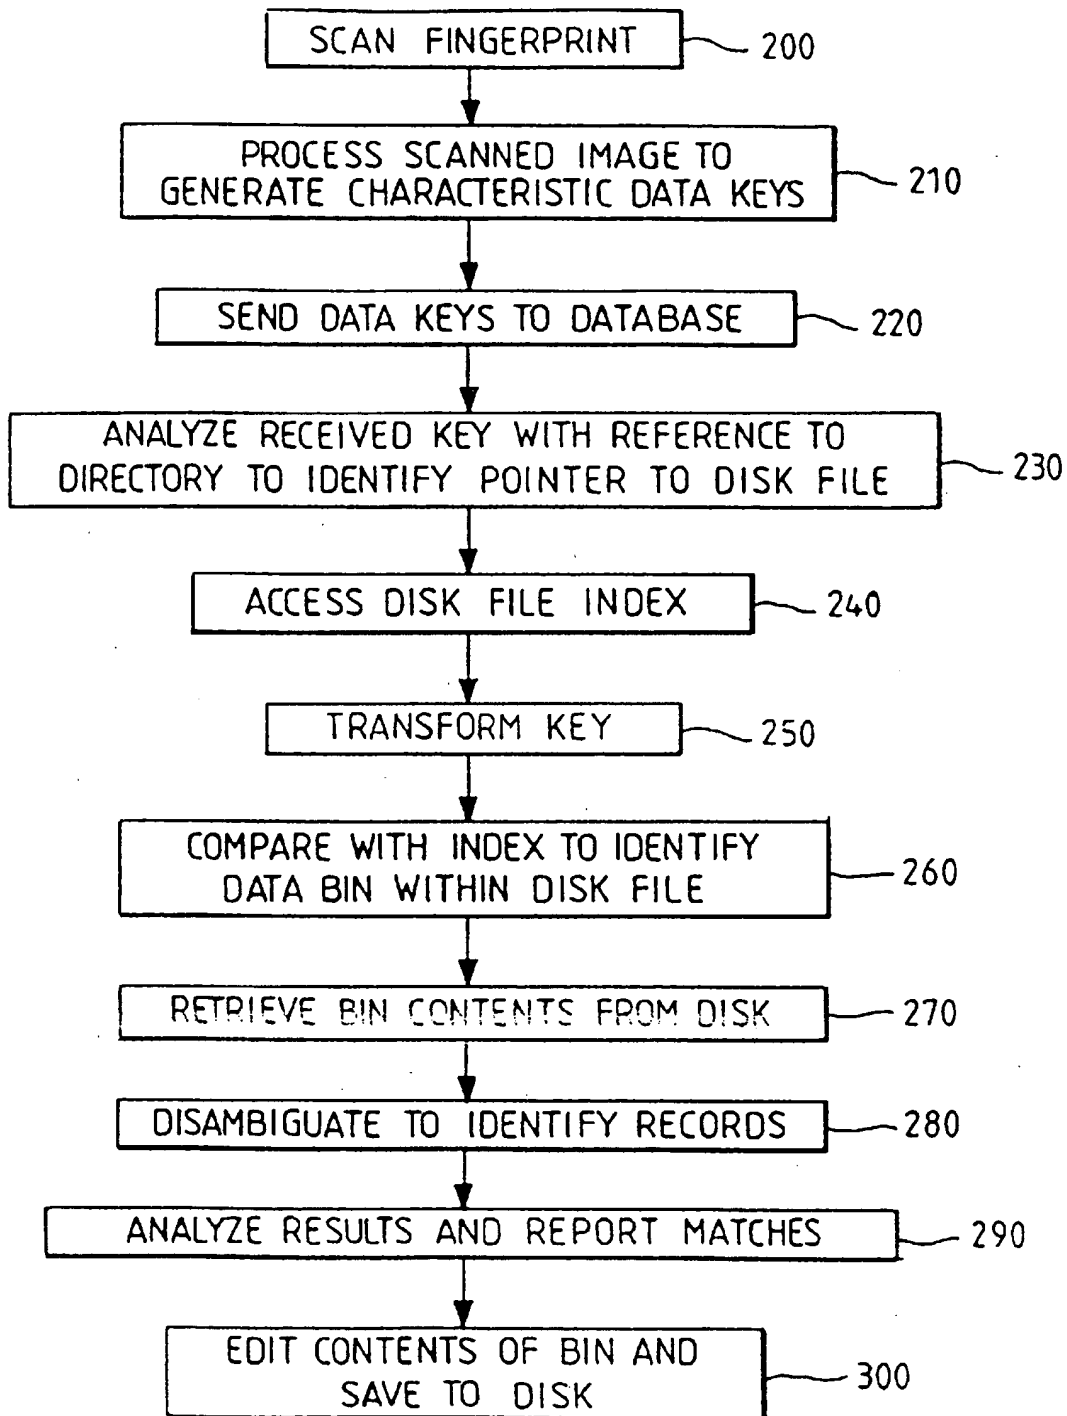 SCAN FINGERPRINT
200
PROCESS SCANNED IMAGE TO
GENERATE CHARACTERISTIC DATA KEYS
210
SEND DATA KEYS TO DATABASE
220
ANALYZE RECEIVED KEY WITH REFERENCE TO
DIRECTORY TO IDENTIFY POINTER TO DISK FILE
230
ACCESS DISK FILE INDEX
240
TRANSFORM KEY
250
COMPARE WITH INDEX TO IDENTIFY
DATA BIN WITHIN DISK FILE
260
RETRIEVE BIN CONTENTS FROM DISK
270
DISAMBIGUATE TO IDENTIFY RECORDS
280
ANALYZE RESULTS AND REPORT MATCHES
290
EDIT CONTENTS OF BIN AND
SAVE TO DISK
300